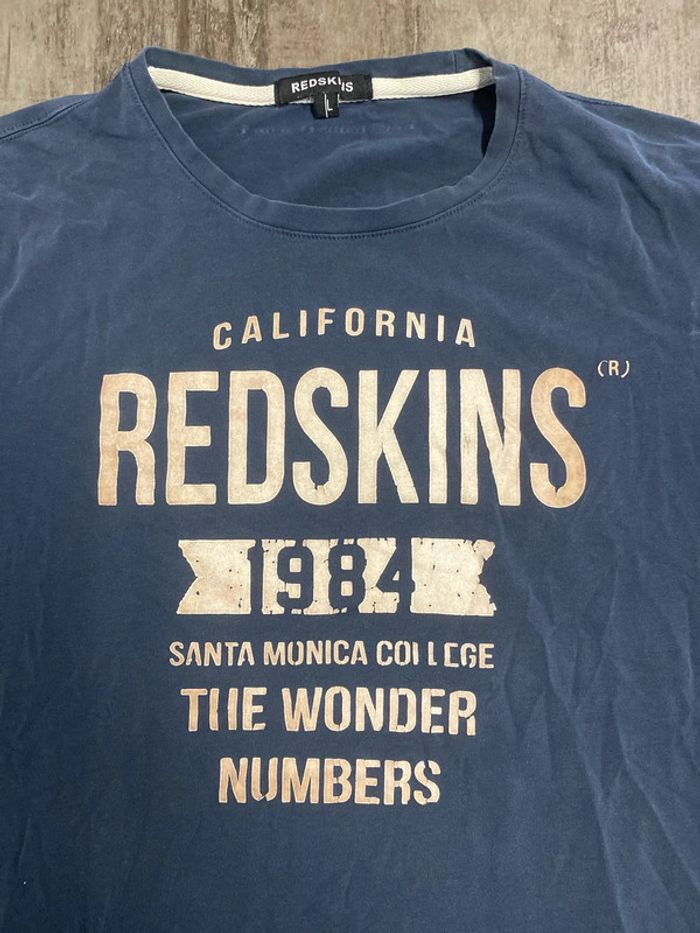 REDSKINS
L
CALIFORNIA
REDSKINS (R)
1984
SANTA MONICA COLLEGE
THE WONDER
NUMBERS